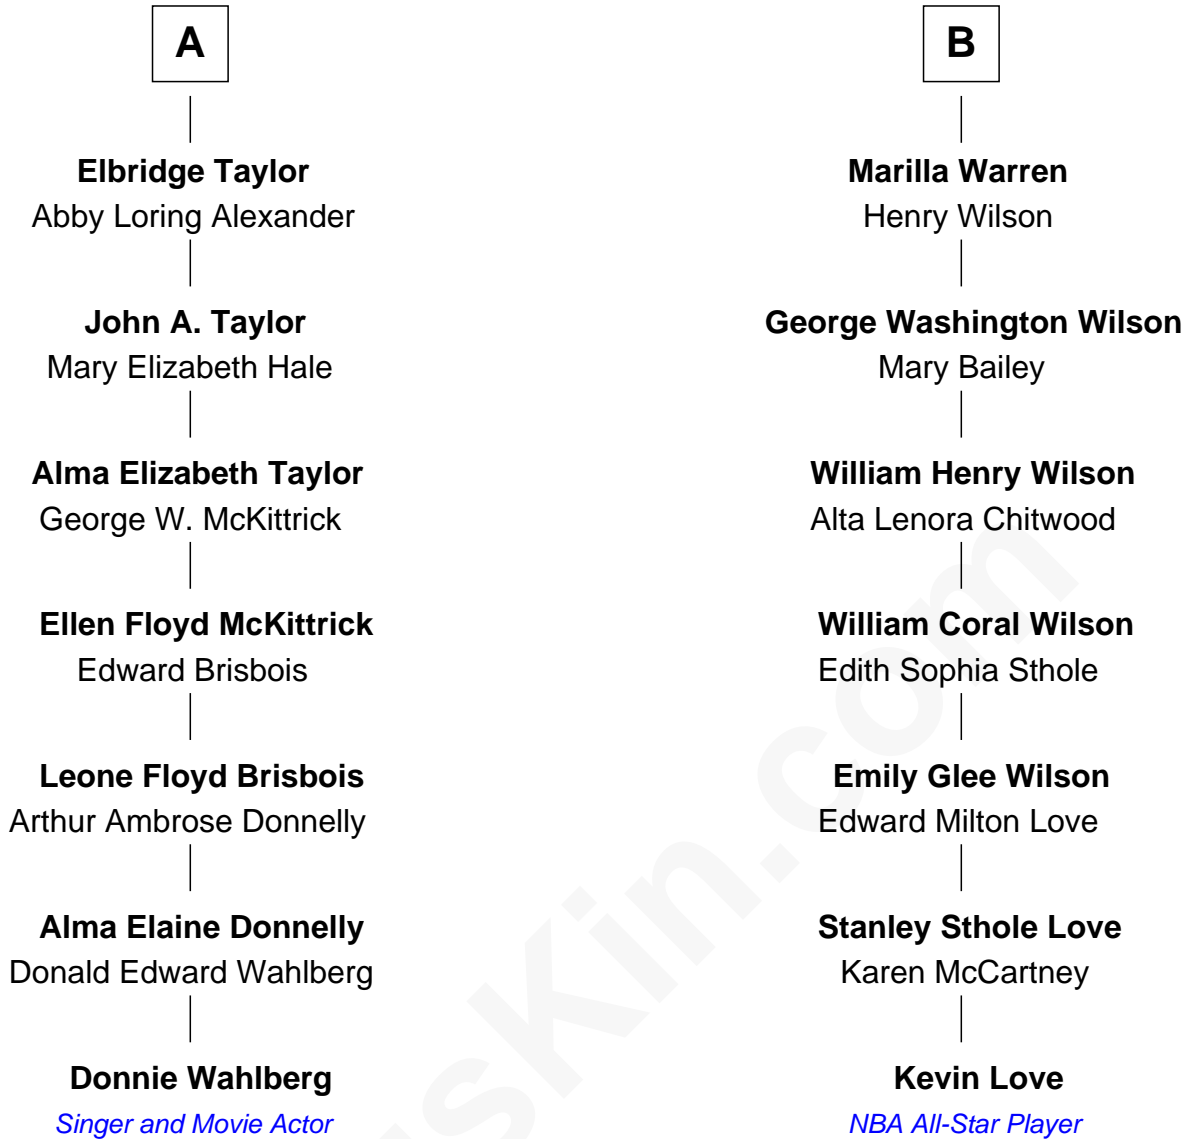 A
Elbridge Taylor
Abby Loring Alexander
John A. Taylor
Mary Elizabeth Hale
Alma Elizabeth Taylor
George W. McKittrick
Ellen Floyd McKittrick
Edward Brisbois
Leone Floyd Brisbois
Arthur Ambrose Donnelly
Alma Elaine Donnelly
Donald Edward Wahlberg
Donnie Wahlberg
Singer and Movie Actor
B
Marilla Warren
Henry Wilson
George Washington Wilson
Mary Bailey
William Henry Wilson
Alta Lenora Chitwood
William Coral Wilson
Edith Sophia Sthole
Emily Glee Wilson
Edward Milton Love
Stanley Sthole Love
Karen McCartney
Kevin Love
NBA All-Star Player
sKin.com